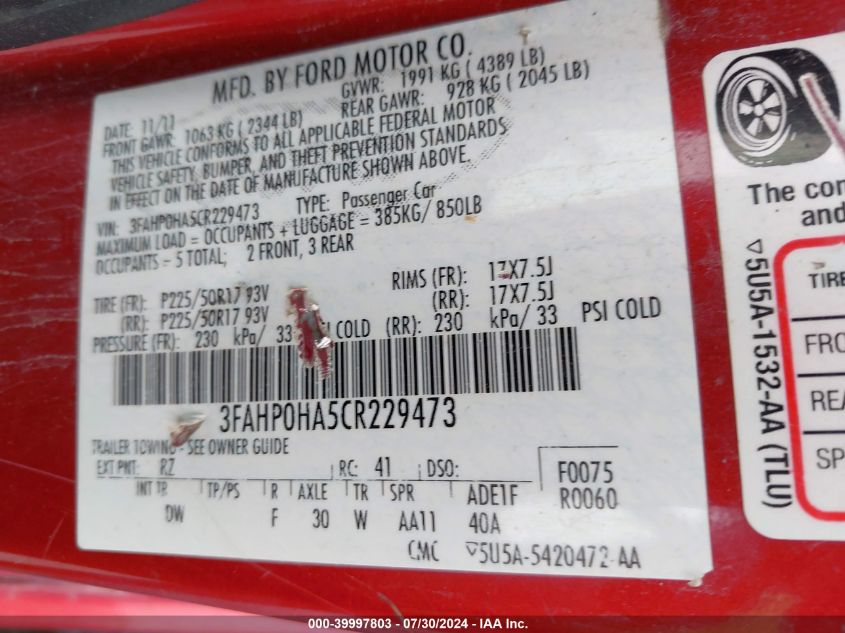 MFD. BY FORD MOTOR CO.
DATE: 11/11 GVWR: 1991 KG ( 4389 LB)
FRONT GAWR: 1063 KG ( 2344 LB) REAR GAWR: 928 KG ( 2045 LB)
THIS VEHICLE CONFORMS TO ALL APPLICABLE FEDERAL MOTOR
VEHICLE SAFETY, BUMPER, AND THEFT PREVENTION STANDARDS
IN EFFECT ON THE DATE OF MANUFACTURE SHOWN ABOVE.
VIN: 3FAHP0HA5CR229473 TYPE: Passenger Car
MAXIMUM LOAD = OCCUPANTS + LUGGAGE = 385KG/ 850LB
OCCUPANTS = 5 TOTAL; 2 FRONT, 3 REAR
TIRE (FR): P225/50R17 93V RIMS (FR): 17X7.5J
(RR): P225/50R17 93V (RR): 17X7.5J
PRESSURE (FR): 230 kPa/ 33 PSI COLD (RR): 230 kPa/ 33 PSI COLD
3FAHP0HA5CR229473
TRAILER TOWING - SEE OWNER GUIDE
EXT PNT: RZ RC: 41 DSO: F0075
INT TR TP/PS R AXLE TR SPR ADE1F R0060
DW F 30 W AA11 40A
CMC ▽5U5A-5420472-AA
The con
and
TIRE
FRO
REA
SP
▽5U5A-1532-AA (TLU)
000-39997803 - 07/30/2024 - IAA Inc.